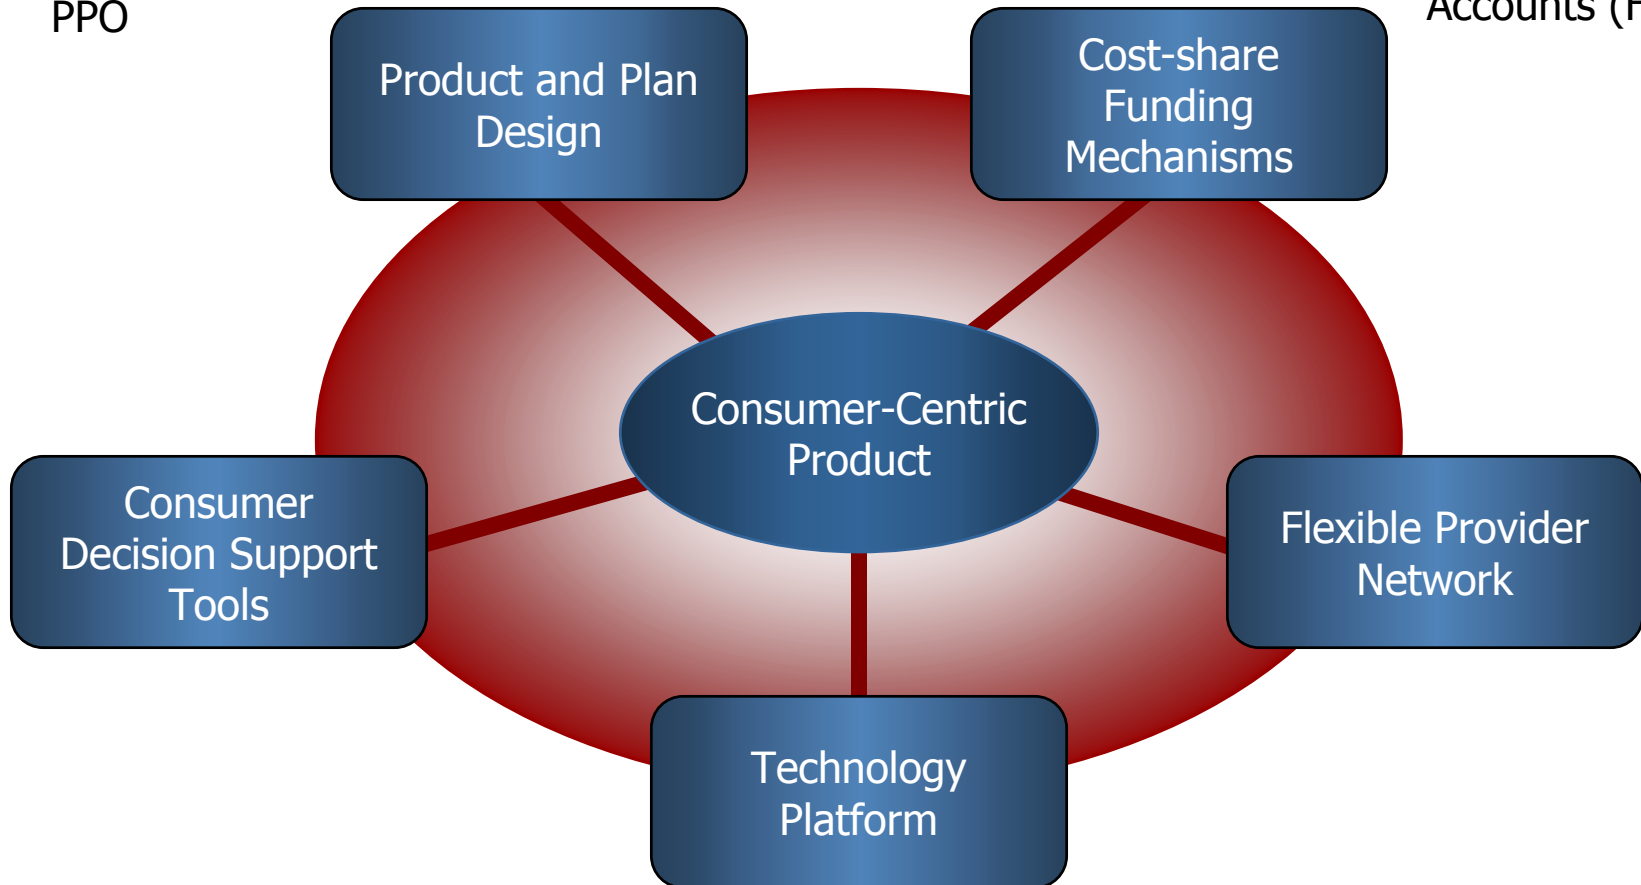 PPO
Accounts (F
Product and Plan
Design
Cost-share
Funding
Mechanisms
Consumer-Centric
Product
Consumer
Decision Support
Tools
Flexible Provider
Network
Technology
Platform